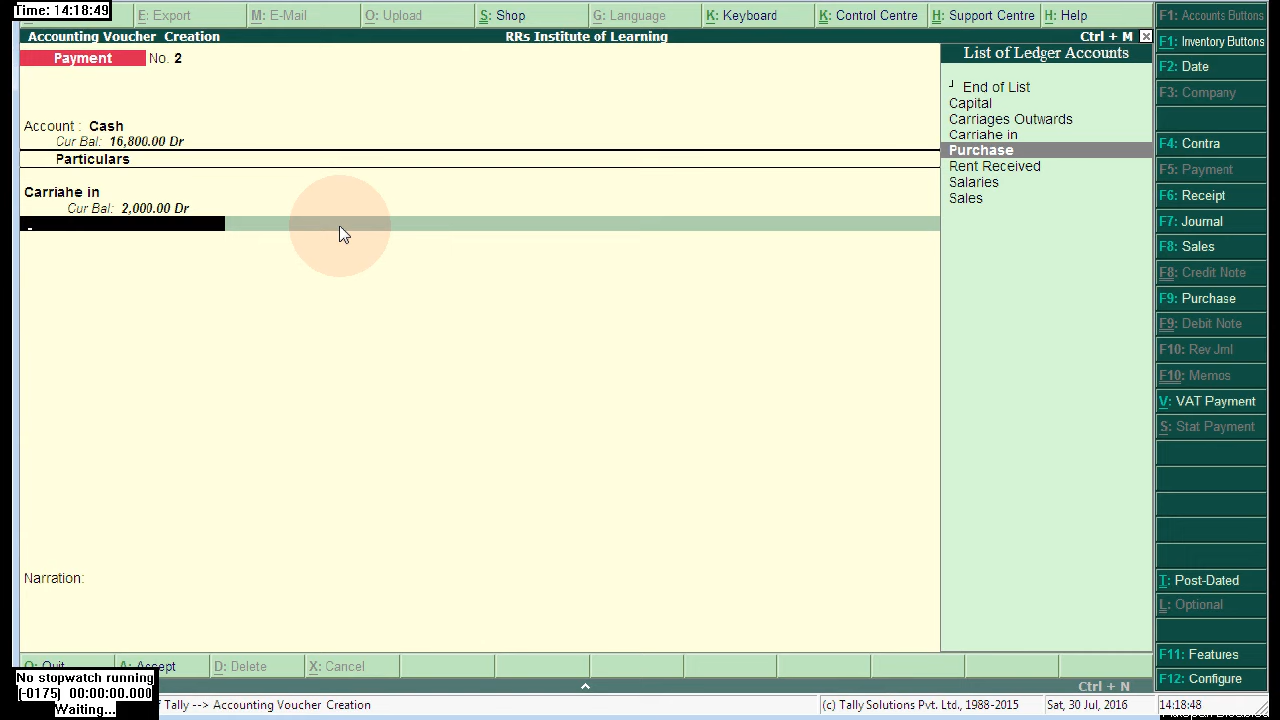 Time: 14:18:49
E: Export
M: E-Mail
O: Upload
S: Shop
G: Language
K: Keyboard
K: Control Centre
H: Support Centre
H: Help
Accounting Voucher Creation
RRs Institute of Learning
Ctrl + M
Payment
No. 2
Account : Cash
Cur Bal: 16,800.00 Dr
Particulars
Carriahe in
Cur Bal: 2,000.00 Dr
Narration:
List of Ledger Accounts
End of List
Capital
Carriages Outwards
Carriahe in
Purchase
Rent Received
Salaries
Sales
F1: Accounts Buttons
F1: Inventory Buttons
F2: Date
F3: Company
F4: Contra
F5: Payment
F6: Receipt
F7: Journal
F8: Sales
F8: Credit Note
F9: Purchase
F9: Debit Note
F10: Rev Jrnl
F10: Memos
V: VAT Payment
S: Stat Payment
T: Post-Dated
L: Optional
F11: Features
F12: Configure
Q: Quit
A: Accept
D: Delete
X: Cancel
Ctrl + N
No stopwatch running
[-0175) 00:00:00.000
Waiting...
f Tally --> Accounting Voucher Creation
(c) Tally Solutions Pvt. Ltd., 1988-2015
Sat, 30 Jul, 2016
14:18:48